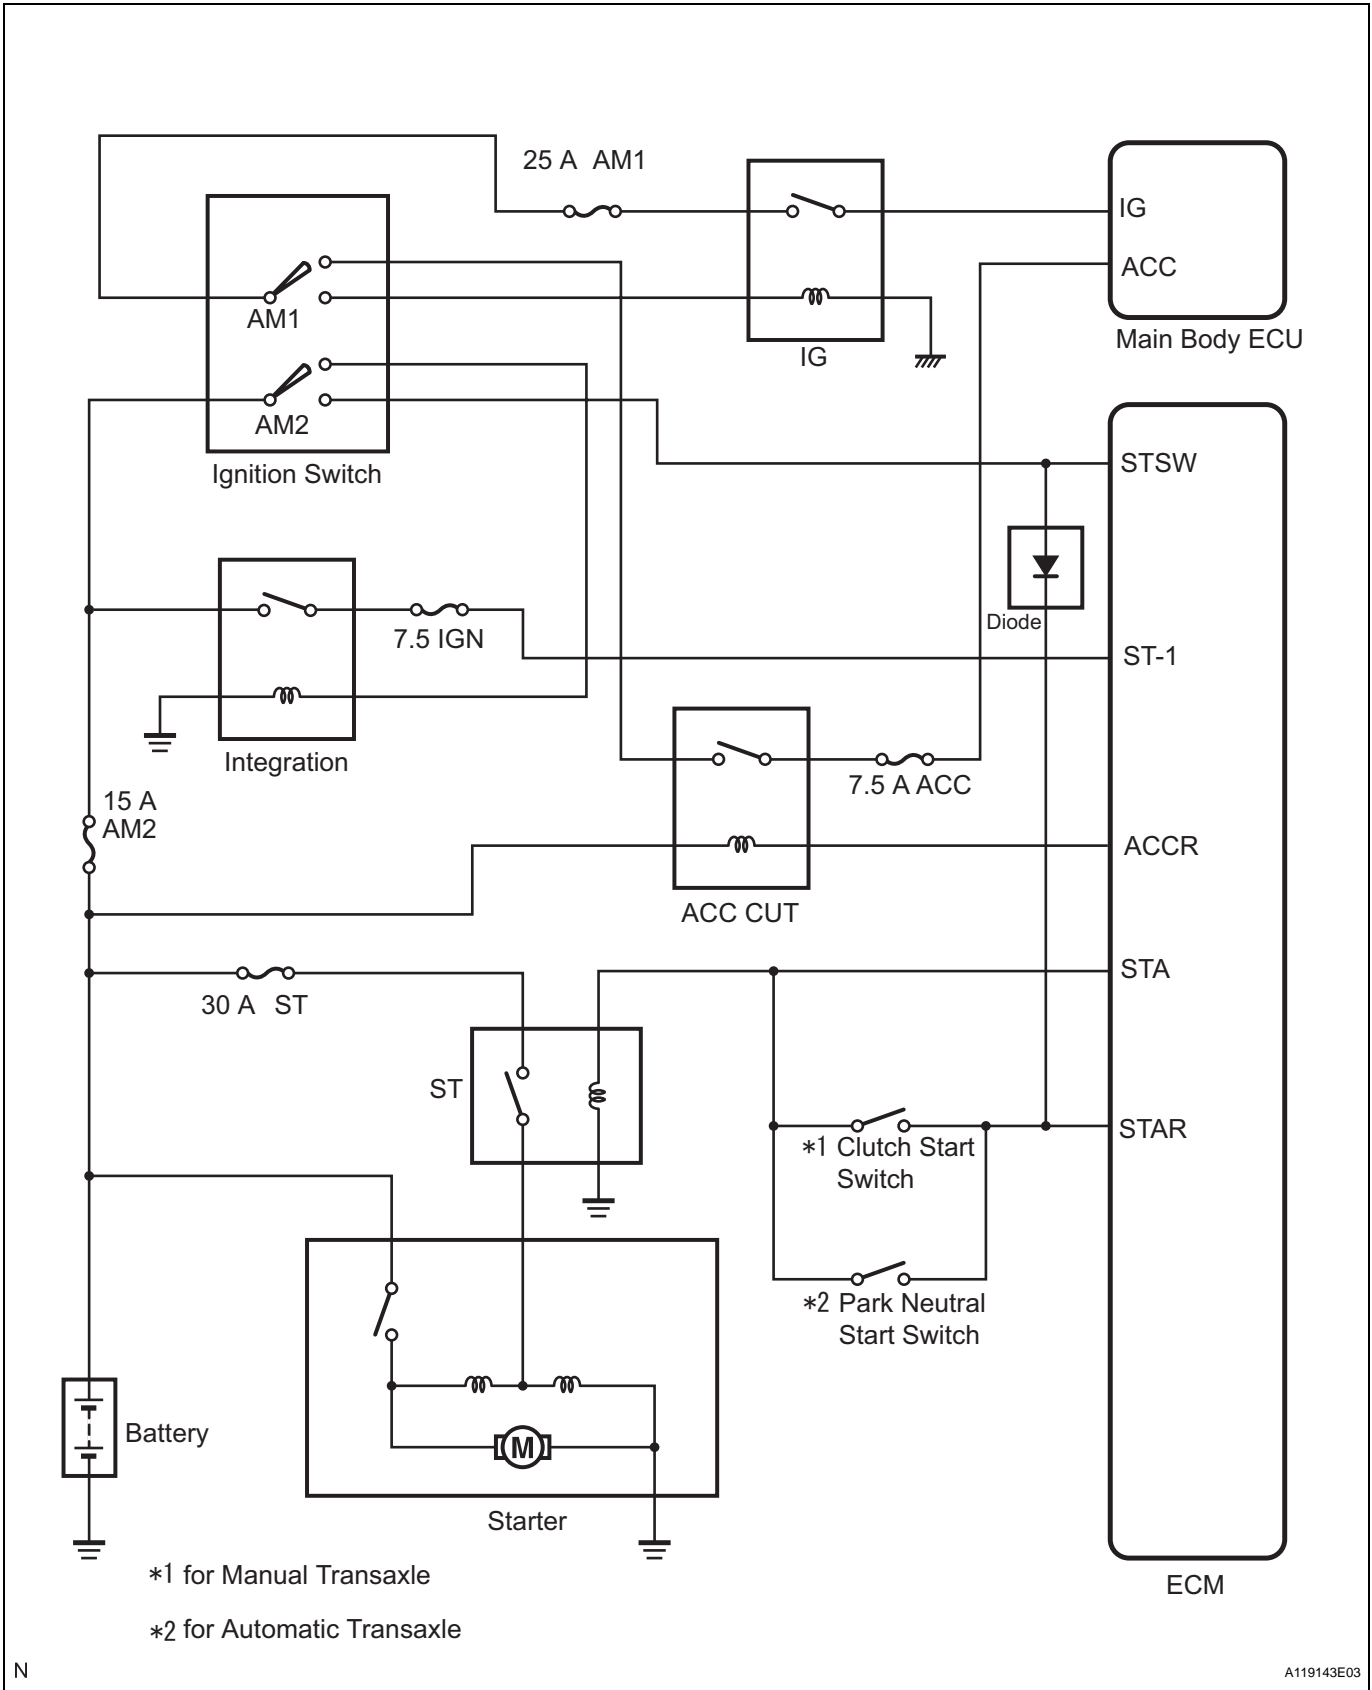 25 A AM1
IG
ACC
Main Body ECU
AM1
IG
AM2
Ignition Switch
STSW
Diode
7.5 IGN
ST-1
Integration
7.5 A ACC
15 A
AM2
ACCR
ACC CUT
STA
30 A ST
ST
STAR
*1 Clutch Start
Switch
*2 Park Neutral
Start Switch
M
Battery
Starter
ECM
*1 for Manual Transaxle
*2 for Automatic Transaxle
N
A119143E03